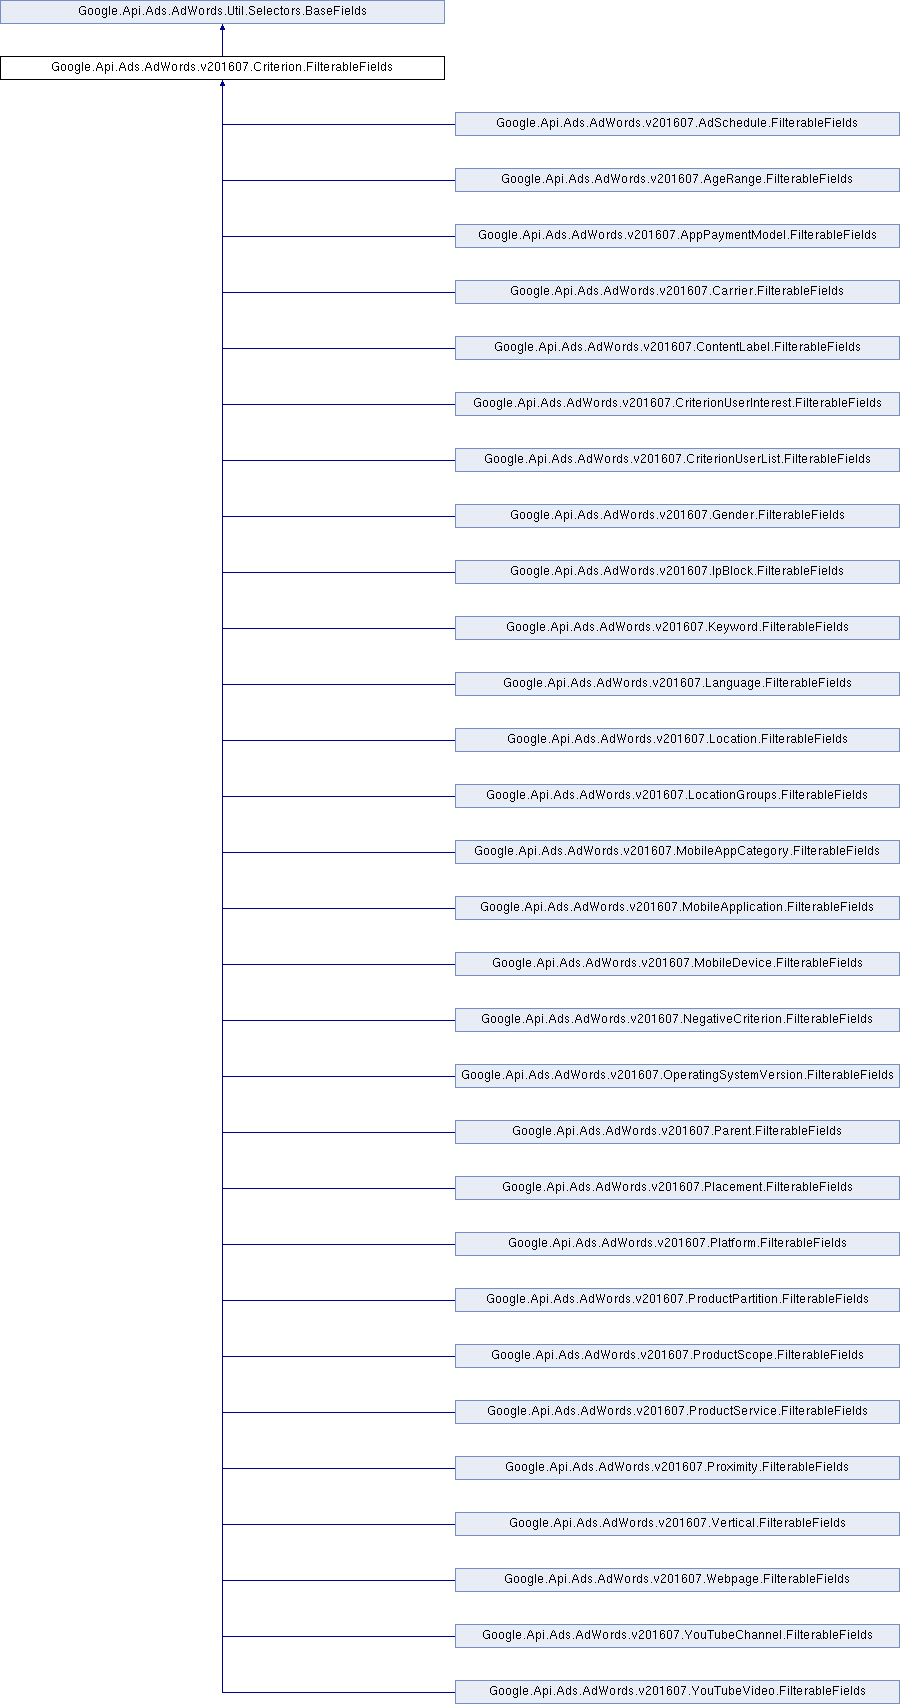 Google.Api.Ads.AdWords.Util.Selectors.BaseFields
Google.Api.Ads.AdWords.v201607.Criterion.FilterableFields
Google.Api.Ads.AdWords.v201607.AdSchedule.FilterableFields
Google.Api.Ads.AdWords.v201607.AgeRange.FilterableFields
Google.Api.Ads.AdWords.v201607.AppPaymentModel.FilterableFields
Google.Api.Ads.AdWords.v201607.Carrier.FilterableFields
Google.Api.Ads.AdWords.v201607.ContentLabel.FilterableFields
Google.Api.Ads.AdWords.v201607.CriterionUserInterest.FilterableFields
Google.Api.Ads.AdWords.v201607.CriterionUserList.FilterableFields
Google.Api.Ads.AdWords.v201607.Gender.FilterableFields
Google.Api.Ads.AdWords.v201607.IpBlock.FilterableFields
Google.Api.Ads.AdWords.v201607.Keyword.FilterableFields
Google.Api.Ads.AdWords.v201607.Language.FilterableFields
Google.Api.Ads.AdWords.v201607.Location.FilterableFields
Google.Api.Ads.AdWords.v201607.LocationGroups.FilterableFields
Google.Api.Ads.AdWords.v201607.MobileAppCategory.FilterableFields
Google.Api.Ads.AdWords.v201607.MobileApplication.FilterableFields
Google.Api.Ads.AdWords.v201607.MobileDevice.FilterableFields
Google.Api.Ads.AdWords.v201607.NegativeCriterion.FilterableFields
Google.Api.Ads.AdWords.v201607.OperatingSystemVersion.FilterableFields
Google.Api.Ads.AdWords.v201607.Parent.FilterableFields
Google.Api.Ads.AdWords.v201607.Placement.FilterableFields
Google.Api.Ads.AdWords.v201607.Platform.FilterableFields
Google.Api.Ads.AdWords.v201607.ProductPartition.FilterableFields
Google.Api.Ads.AdWords.v201607.ProductScope.FilterableFields
Google.Api.Ads.AdWords.v201607.ProductService.FilterableFields
Google.Api.Ads.AdWords.v201607.Proximity.FilterableFields
Google.Api.Ads.AdWords.v201607.Vertical.FilterableFields
Google.Api.Ads.AdWords.v201607.Webpage.FilterableFields
Google.Api.Ads.AdWords.v201607.YouTubeChannel.FilterableFields
Google.Api.Ads.AdWords.v201607.YouTubeVideo.FilterableFields